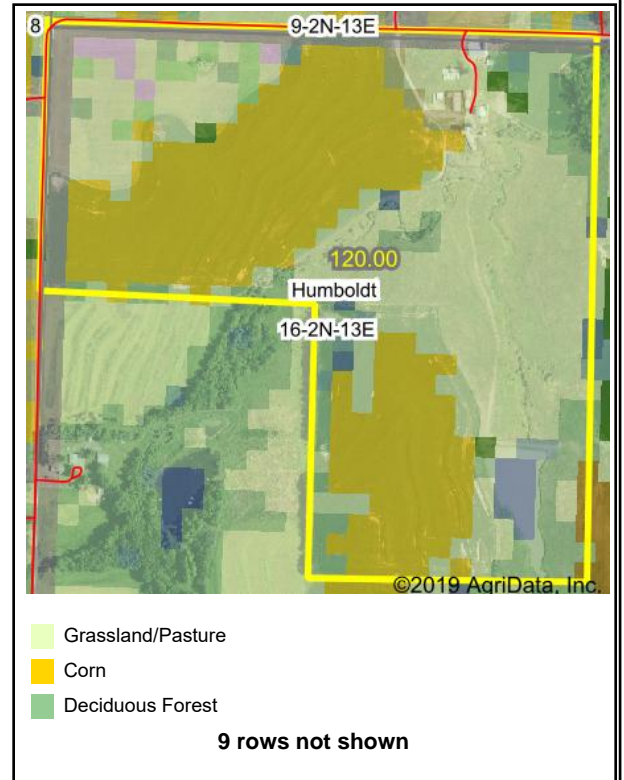 8
9-2N-13E
120.00
Humboldt
16-2N-13E
©2019 AgriData, Inc.
Grassland/Pasture
Corn
Deciduous Forest
9 rows not shown